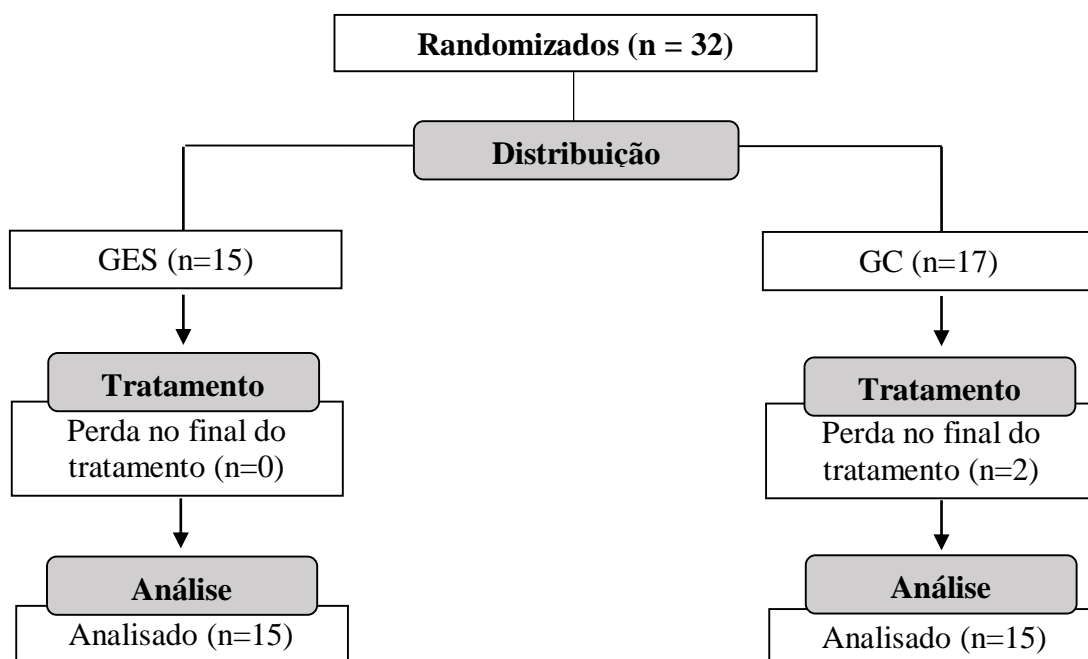 Randomizados (n = 32)
Distribuição
GES (n=15)
GC (n=17)
Tratamento
Perda no final do
tratamento (n=0)
Tratamento
Perda no final do
tratamento (n=2)
Análise
Analisado (n=15)
Análise
Analisado (n=15)